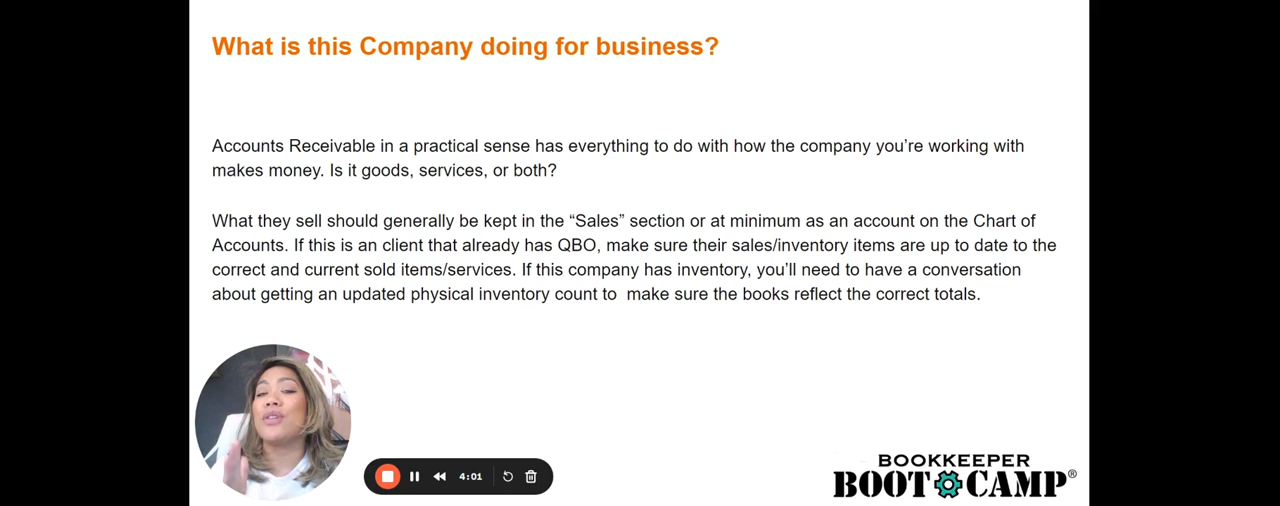 What is this Company doing for business?
Accounts Receivable in a practical sense has everything to do with how the company you’re working with
makes money. Is it goods, services, or both?
What they sell should generally be kept in the “Sales” section or at minimum as an account on the Chart of
Accounts. If this is an client that already has QBO, make sure their sales/inventory items are up to date to the
correct and current sold items/services. If this company has inventory, you’ll need to have a conversation
about getting an updated physical inventory count to  make sure the books reflect the correct totals.
4:01
BOOKKEEPER
BOOT CAMP®